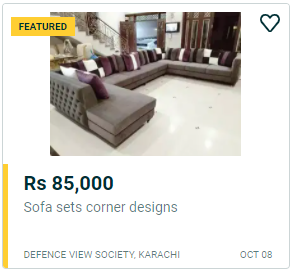 FEATURED
Rs 85,000
Sofa sets corner designs
DEFENCE VIEW SOCIETY, KARACHI OCT 08